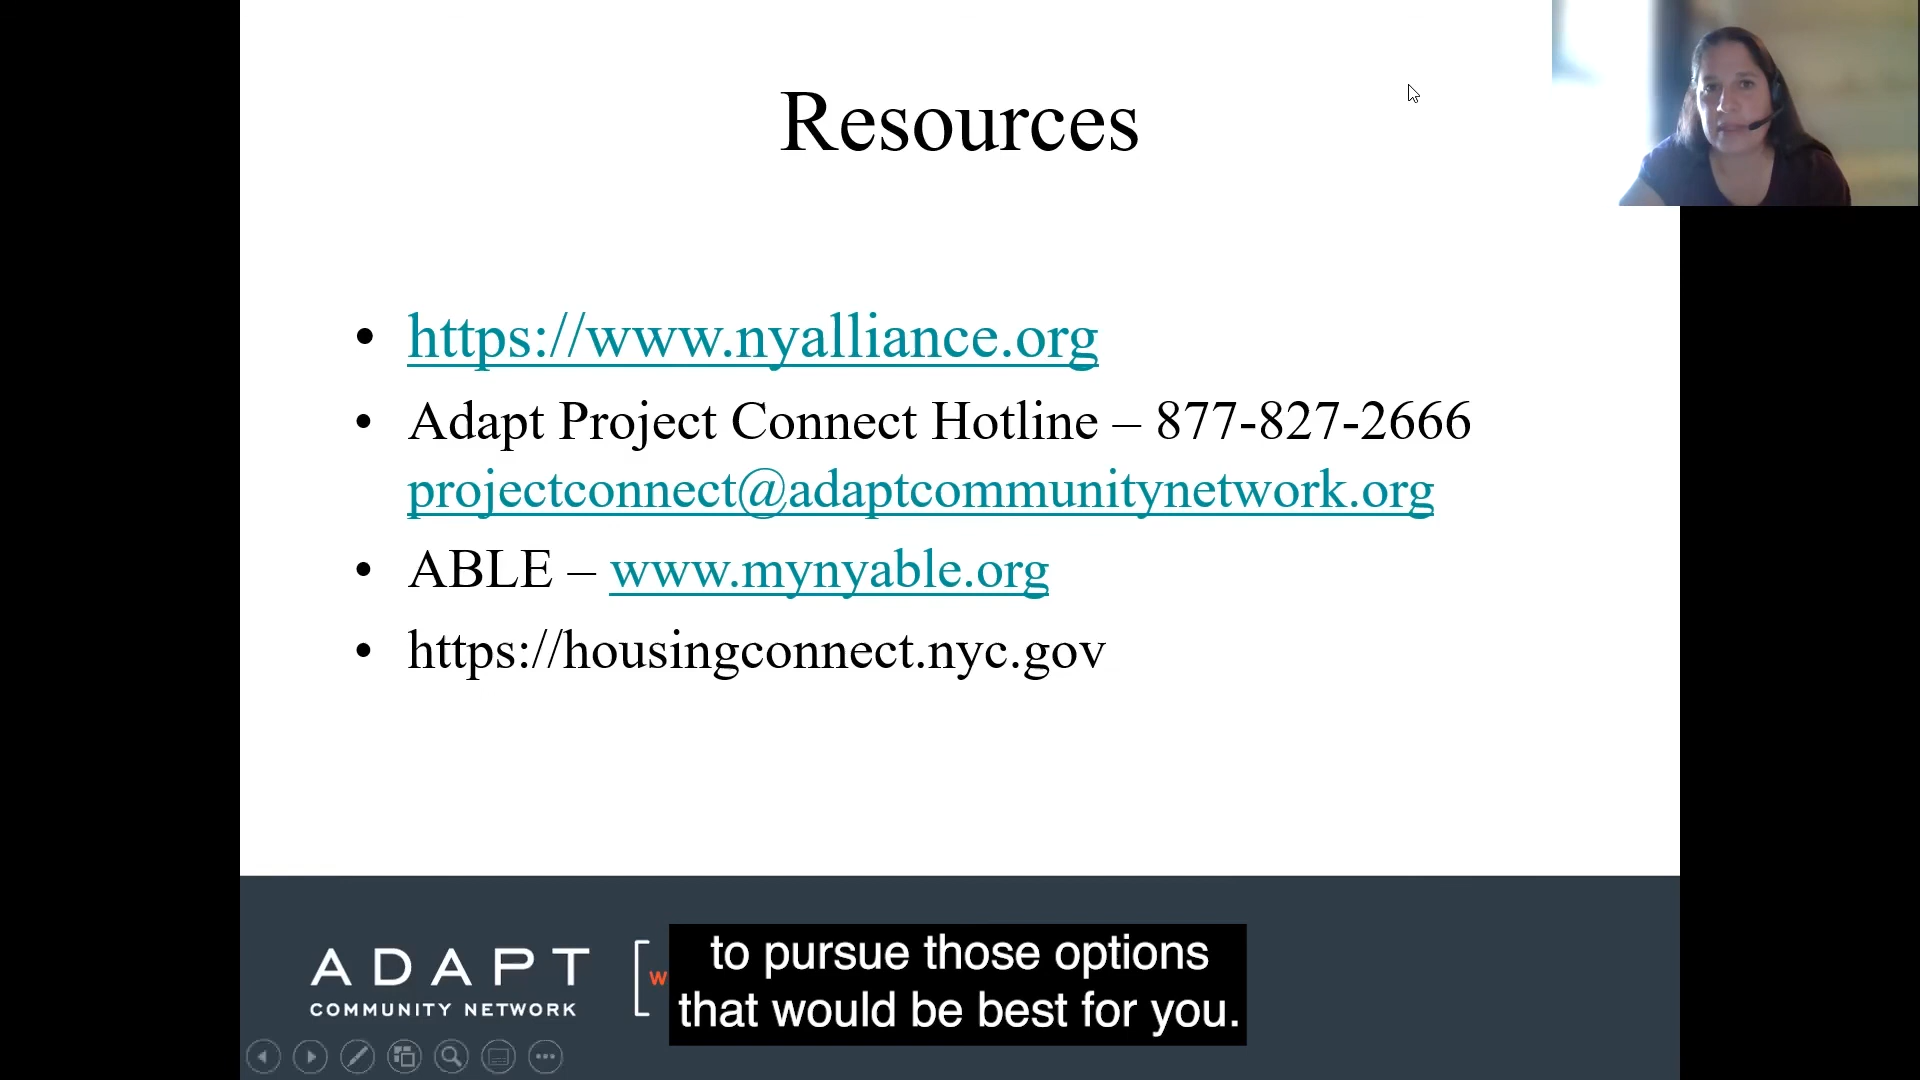 Resources
• https://www.nyalliance.org
• Adapt Project Connect Hotline – 877-827-2666
projectconnect@adaptcommunitynetwork.org
• ABLE – www.mynyable.org
• https://housingconnect.nyc.gov
ADAPT
COMMUNITY NETWORK
[W
to pursue those options
that would be best for you.